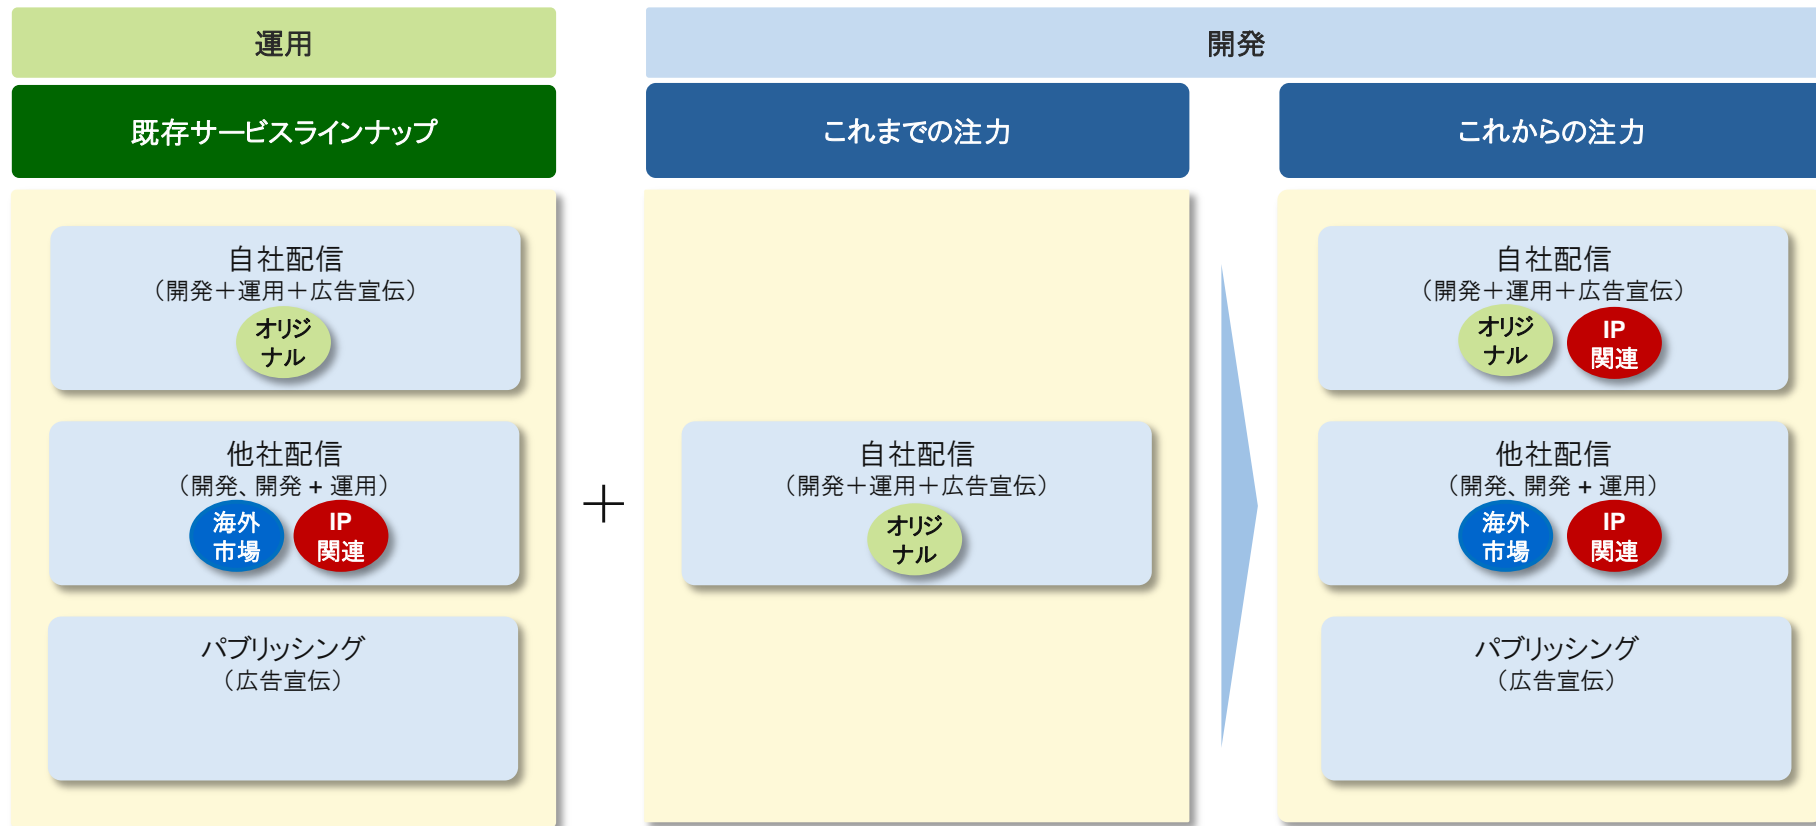 運用
開発
既存サービスラインナップ
これまでの注力
これからの注力
自社配信
（開発＋運用＋広告宣伝）
オリジ
ナル
他社配信
（開発、開発 + 運用）
海外
市場
IP
関連
パブリッシング
（広告宣伝）
＋
自社配信
（開発＋運用＋広告宣伝）
オリジ
ナル
自社配信
（開発＋運用＋広告宣伝）
オリジ
ナル
IP
関連
他社配信
（開発、開発 + 運用）
海外
市場
IP
関連
パブリッシング
（広告宣伝）